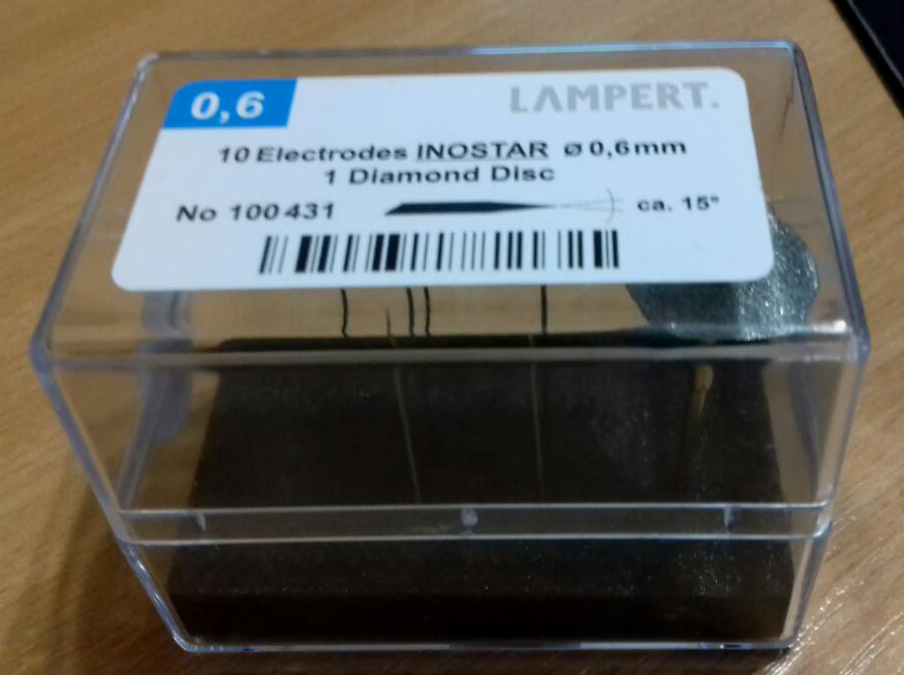 0,6 LAMPERT.
10 Electrodes INOSTAR ø 0,6mm
1 Diamond Disc
No 100 431 ca. 15°